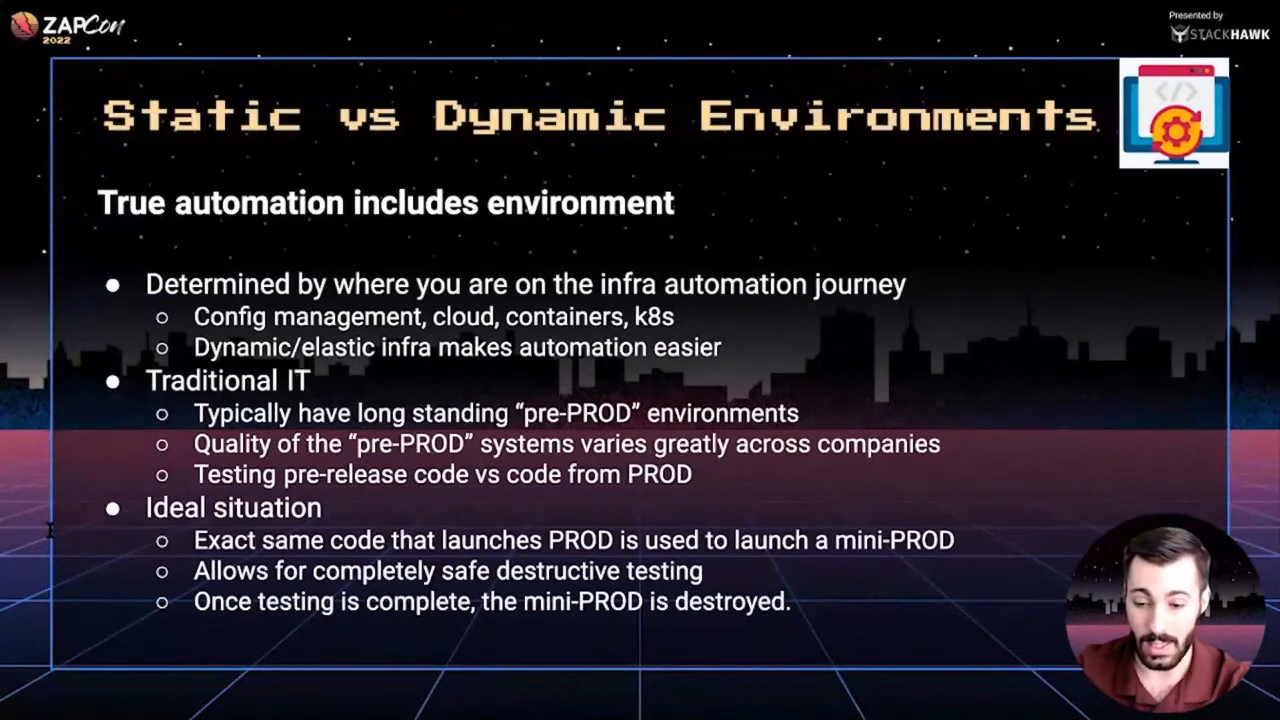 ZAPCon
2022
Presented by
STACKHAWK
</>
Static vs Dynamic Environments
True automation includes environment
● Determined by where you are on the infra automation journey
○ Config management, cloud, containers, k8s
○ Dynamic/elastic infra makes automation easier
● Traditional IT
○ Typically have long standing “pre-PROD” environments
○ Quality of the “pre-PROD” systems varies greatly across companies
○ Testing pre-release code vs code from PROD
● Ideal situation
○ Exact same code that launches PROD is used to launch a mini-PROD
○ Allows for completely safe destructive testing
○ Once testing is complete, the mini-PROD is destroyed.